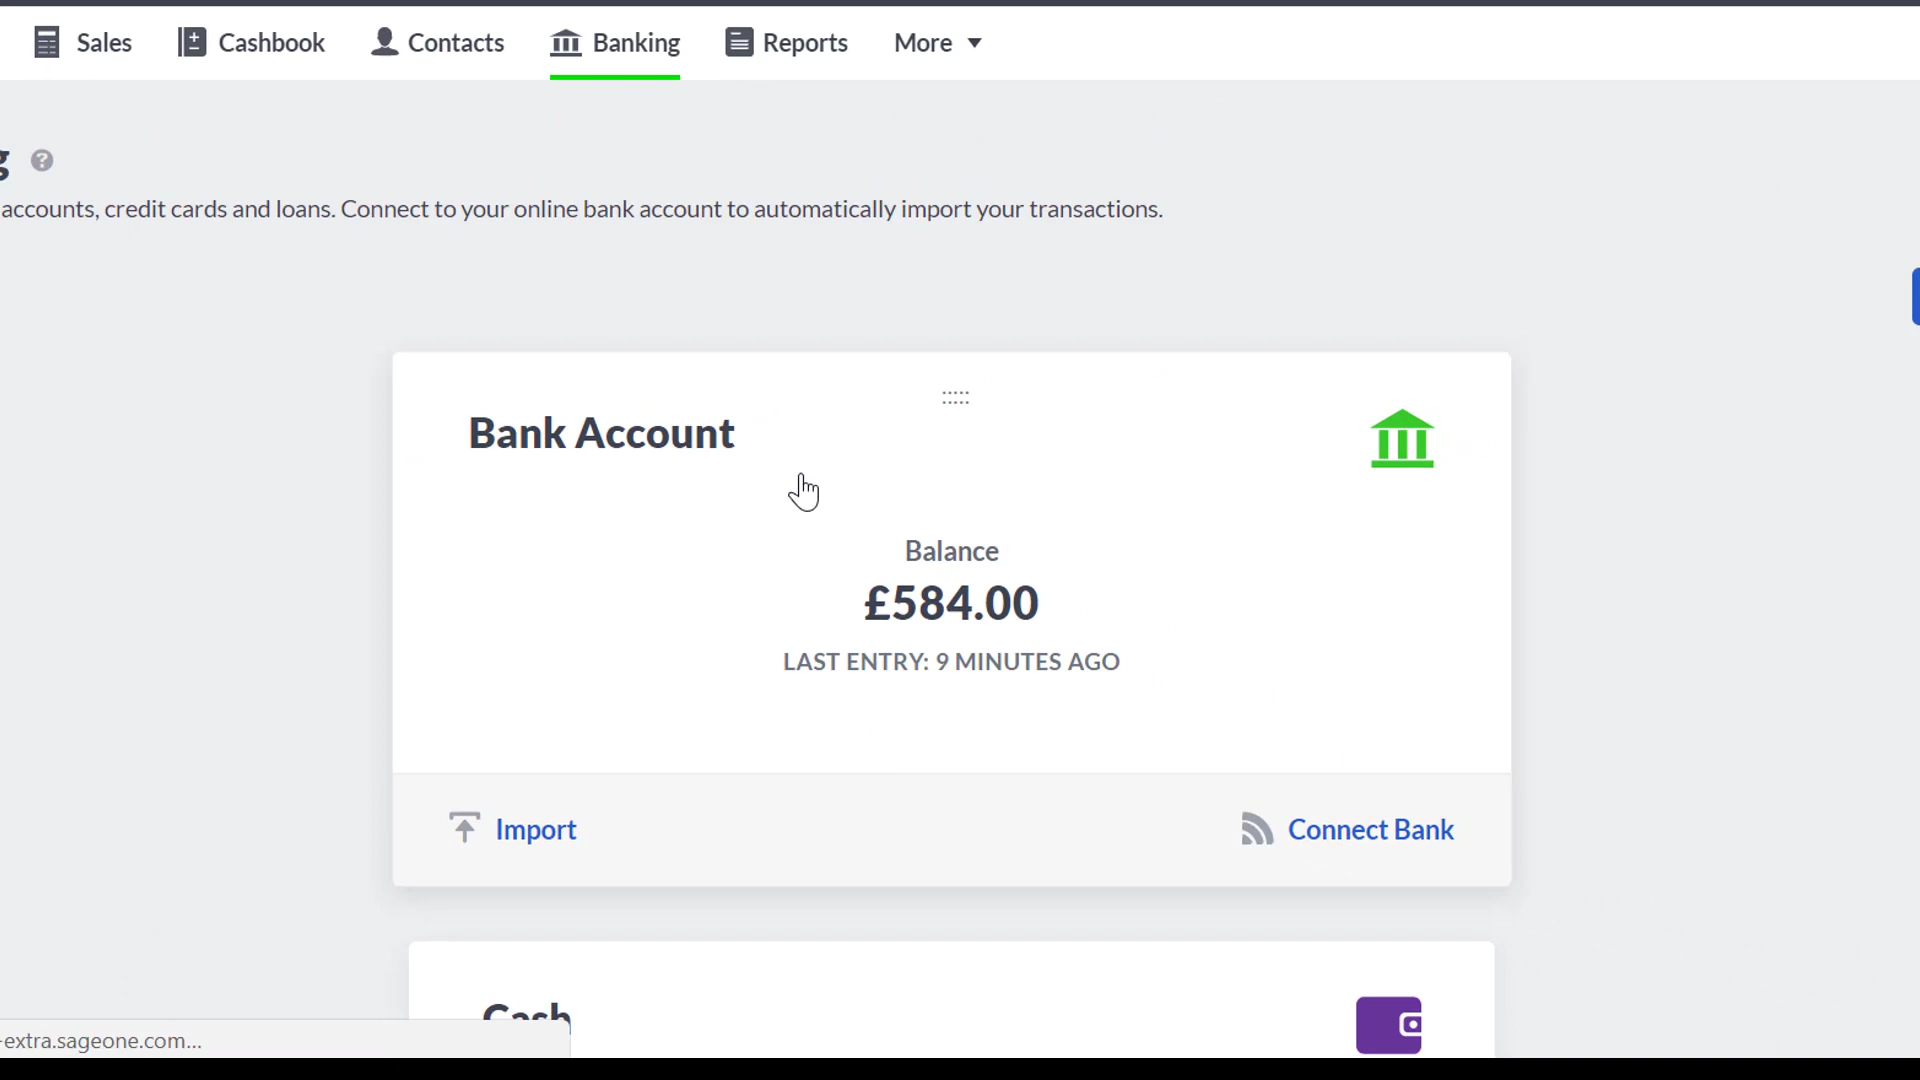 Sales Cashbook Contacts Banking Reports More
g
accounts, credit cards and loans. Connect to your online bank account to automatically import your transactions.
Bank Account
Balance
£584.00
LAST ENTRY: 9 MINUTES AGO
Import Connect Bank
Cash
-extra.sageone.com...